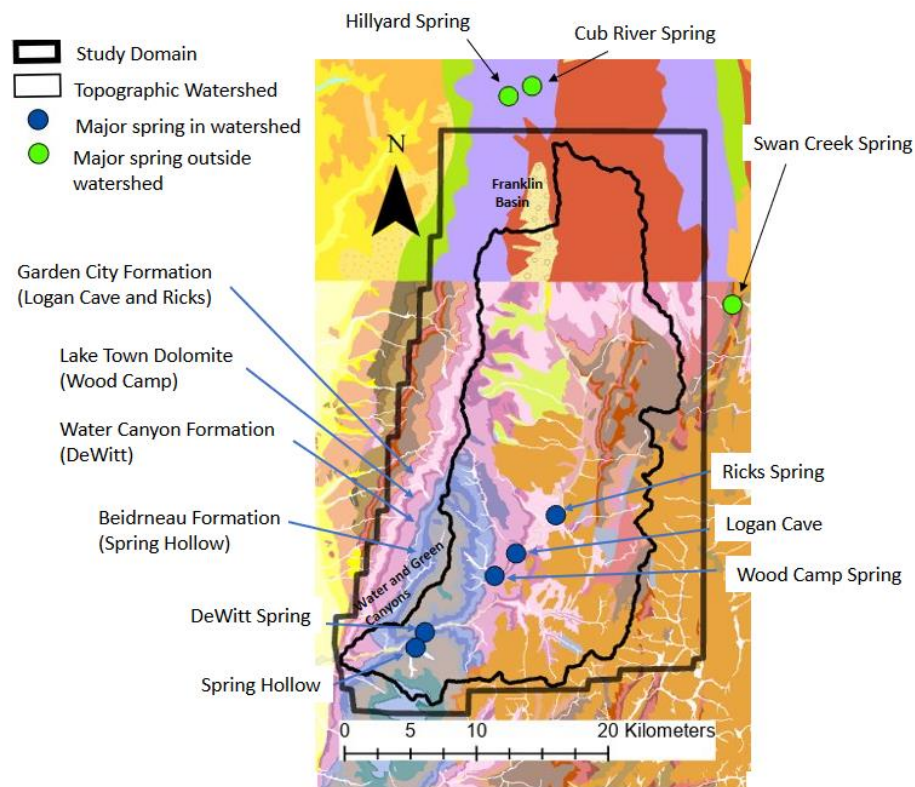 Hillyard Spring
Cub River Spring
Study Domain
Topographic Watershed
Major spring in watershed
Major spring outside
watershed
N
Swan Creek Spring
Franklin
Basin
Garden City Formation
(Logan Cave and Ricks)
Lake Town Dolomite
(Wood Camp)
Water Canyon Formation
(DeWitt)
Beidrneau Formation
(Spring Hollow)
Ricks Spring
Logan Cave
Wood Camp Spring
Water and Green
Canyons
DeWitt Spring
Spring Hollow
0 5 10 20 Kilometers